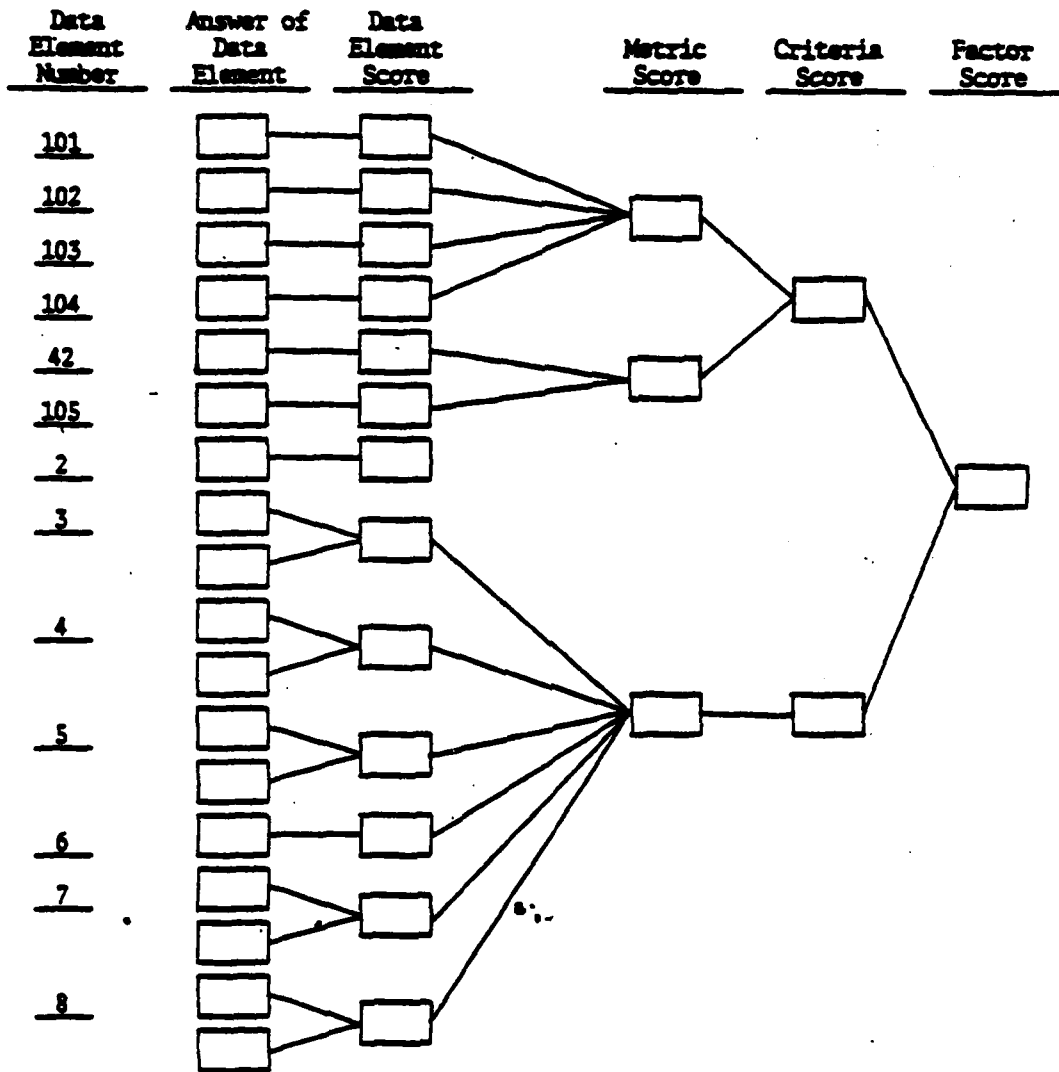 Data
Element
Number
Answer of
Data
Element
Data
Element
Score
Metric
Score
Criteria
Score
Factor
Score
101
102
103
104
42
105
2
3
4
5
6
7
8